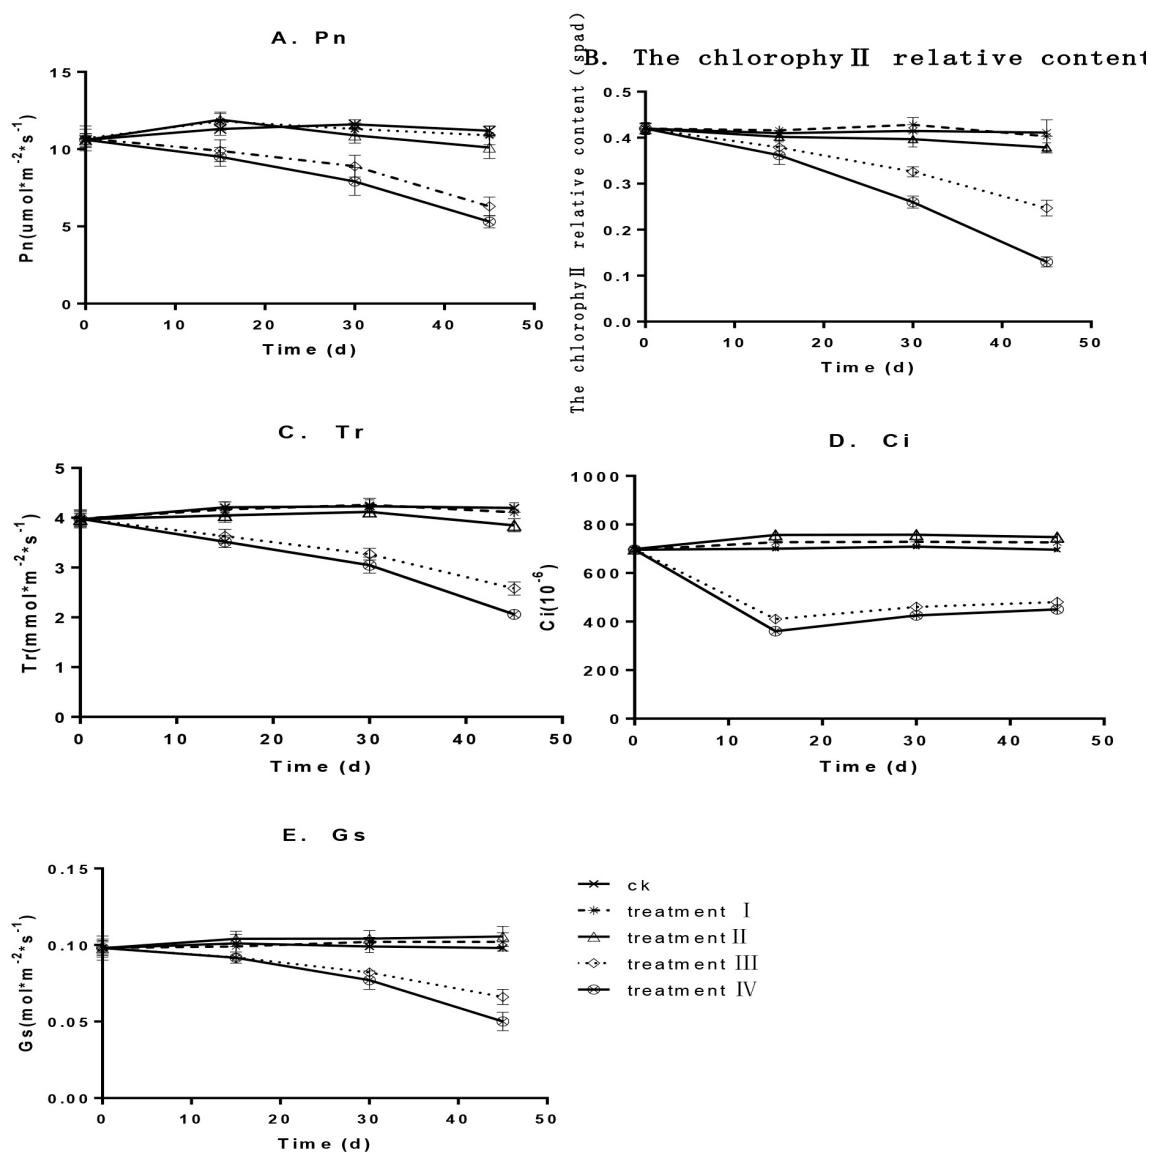 A. Pn
Pn(umol*m-2*s-1)
15
10
5
0
0 10 20 30 40 50
Time (d)
B. The chlorophyⅡ relative content
The chlorophyⅡ relative content (spad)
0.5
0.4
0.3
0.2
0.1
0.0
0 10 20 30 40 50
Time (d)
C. Tr
Tr(mmol*m-2*s-1)
5
4
3
2
1
0
0 10 20 30 40 50
Time (d)
D. Ci
Ci(10-6)
1000
800
600
400
200
0
0 10 20 30 40 50
Time (d)
E. Gs
Gs(mol*m-2*s-1)
0.15
0.10
0.05
0.00
0 10 20 30 40 50
Time (d)
ck
treatment Ⅰ
treatment Ⅱ
treatment Ⅲ
treatment Ⅳ